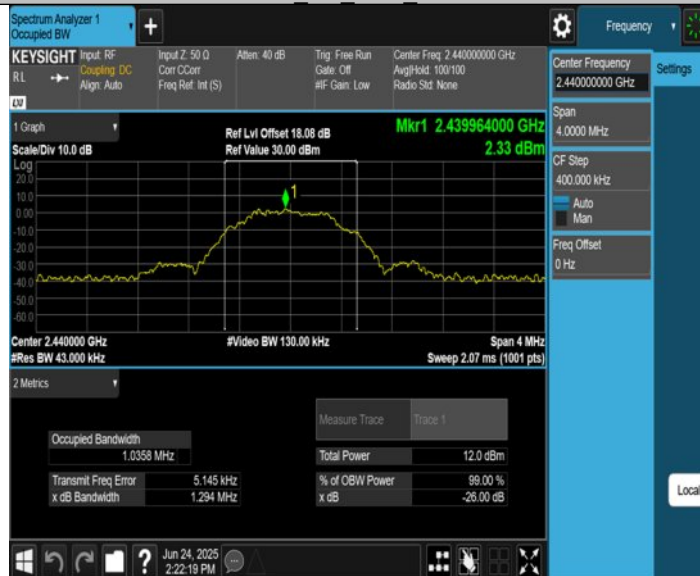 Spectrum Analyzer 1
Occupied BW
Frequency
KEYSIGHT
Input: RF
Coupling: DC
Align: Auto
Input Z: 50 Ω
Corr CCorr
Freq Ref: Int (S)
Atten: 40 dB
Trig: Free Run
Gate: Off
#IF Gain: Low
Center Freq: 2.440000000 GHz
Avg|Hold: 100/100
Radio Std: None
RL
LXI
Center Frequency
2.440000000 GHz
Settings
Span
4.0000 MHz
CF Step
400.000 kHz
Auto
Man
Freq Offset
0 Hz
Local
1 Graph
Scale/Div 10.0 dB
Ref Lvl Offset 18.08 dB
Ref Value 30.00 dBm
Mkr1 2.439964000 GHz
2.33 dBm
Log
20.0
10.0
0.00
-10.0
-20.0
-30.0
-40.0
-50.0
-60.0
1
Center 2.440000 GHz
#Res BW 43.000 kHz
#Video BW 130.00 kHz
Span 4 MHz
Sweep 2.07 ms (1001 pts)
2 Metrics
Measure Trace
Trace 1
Occupied Bandwidth
1.0358 MHz
Total Power
12.0 dBm
Transmit Freq Error
5.145 kHz
% of OBW Power
99.00 %
x dB Bandwidth
1.294 MHz
x dB
-26.00 dB
?
Jun 24, 2025
2:22:19 PM